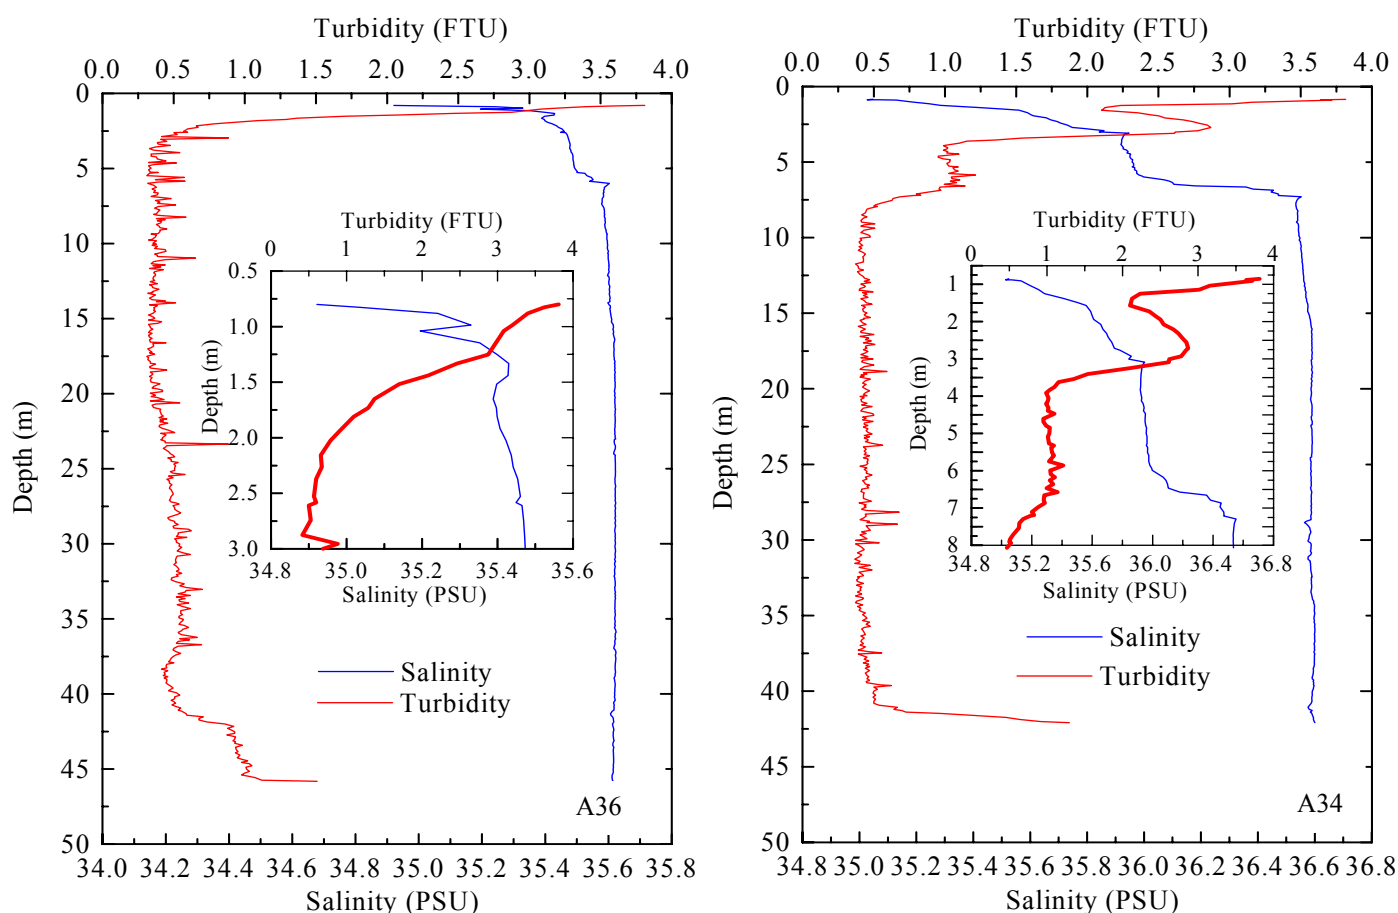 Turbidity (FTU)
0.0 0.5 1.0 1.5 2.0 2.5 3.0 3.5 4.0
0
5
10
15
20
25
30
35
40
45
50
Depth (m)
34.0 34.2 34.4 34.6 34.8 35.0 35.2 35.4 35.6 35.8
Salinity (PSU)
Turbidity (FTU)
0 1 2 3 4
0.5
1.0
1.5
2.0
2.5
3.0
Depth (m)
34.8 35.0 35.2 35.4 35.6
Salinity (PSU)
Salinity
Turbidity
A36
Turbidity (FTU)
0.0 0.5 1.0 1.5 2.0 2.5 3.0 3.5 4.0
0
5
10
15
20
25
30
35
40
45
50
Depth (m)
34.8 35.0 35.2 35.4 35.6 35.8 36.0 36.2 36.4 36.6 36.8
Salinity (PSU)
Turbidity (FTU)
0 1 2 3 4
1
2
3
4
5
6
7
8
Depth (m)
34.8 35.2 35.6 36.0 36.4 36.8
Salinity (PSU)
Salinity
Turbidity
A34